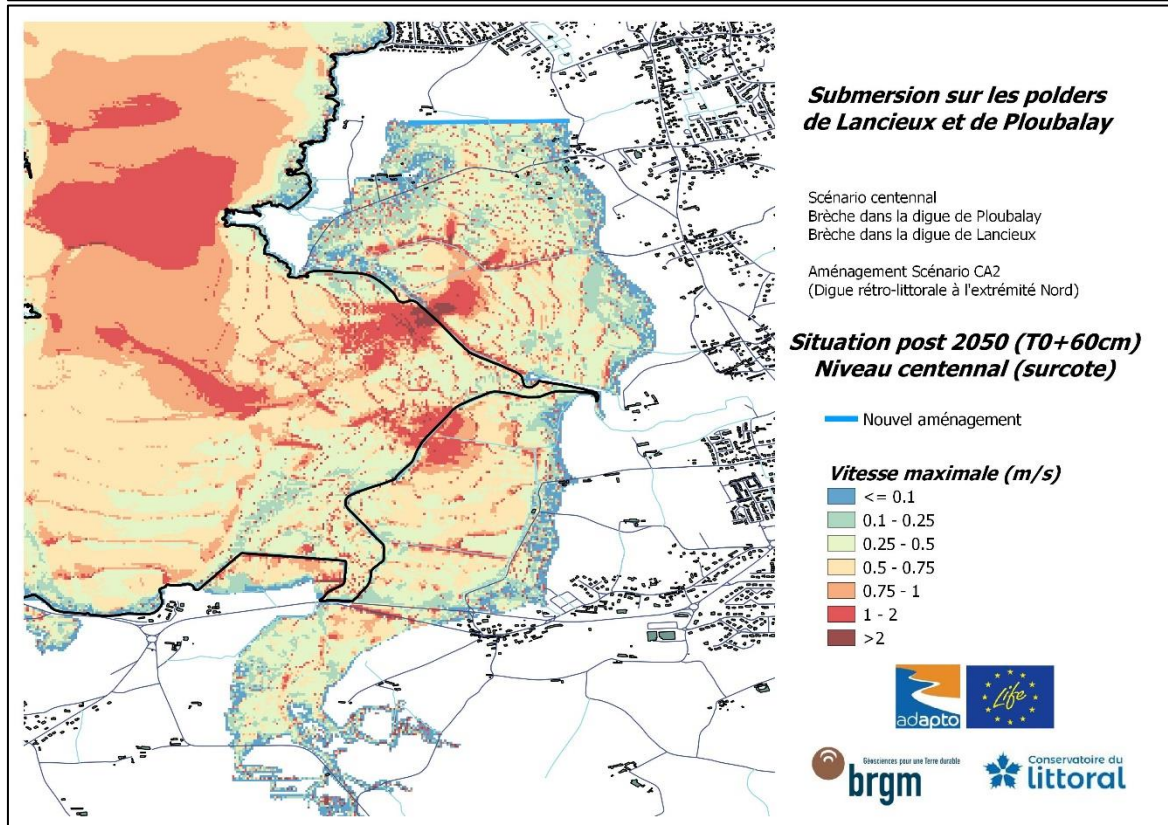 Submersion sur les polders
de Lancieux et de Ploubalay
Scénario centennal
Brèche dans la digue de Ploubalay
Brèche dans la digue de Lancieux
Aménagement Scénario CA2
(Digue rétro-littorale à l'extrémité Nord)
Situation post 2050 (T0+60cm)
Niveau centennal (surcote)
Nouvel aménagement
Vitesse maximale (m/s)
<= 0.1
0.1 - 0.25
0.25 - 0.5
0.5 - 0.75
0.75 - 1
1 - 2
>2
adapto
Life
Géosciences pour une Terre durable
brgm
Conservatoire du
littoral